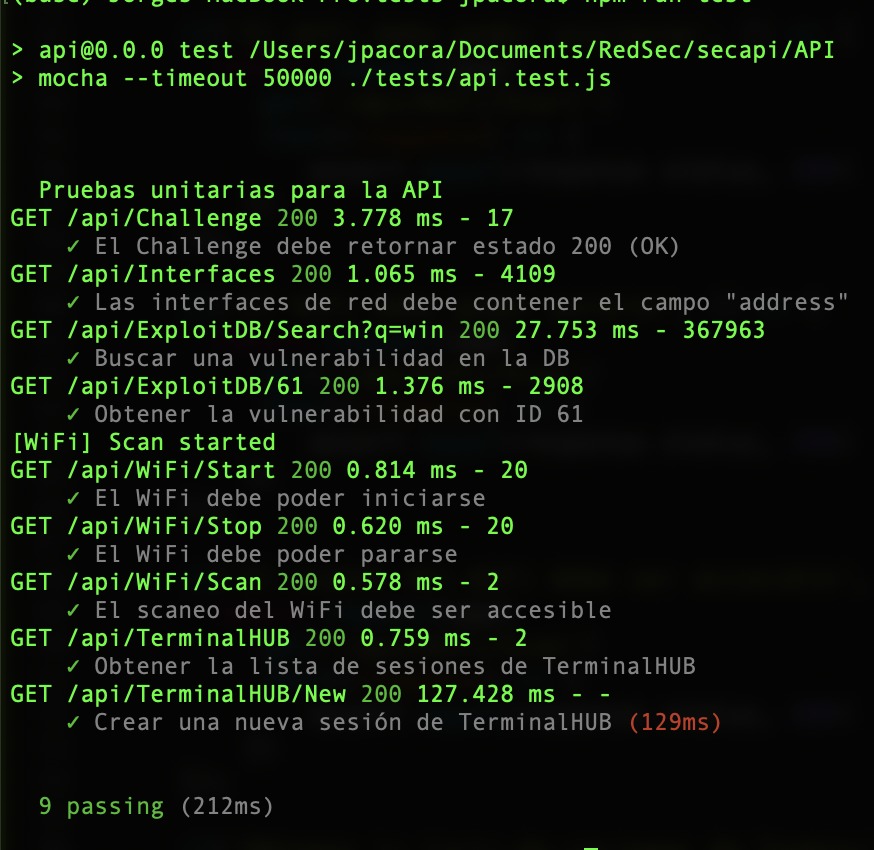 > api@0.0.0 test /Users/jpacora/Documents/RedSec/secapi/API
> mocha --timeout 50000 ./tests/api.test.js
Pruebas unitarias para la API
GET /api/Challenge 200 3.778 ms - 17
✓ El Challenge debe retornar estado 200 (OK)
GET /api/Interfaces 200 1.065 ms - 4109
✓ Las interfaces de red debe contener el campo "address"
GET /api/ExploitDB/Search?q=win 200 27.753 ms - 367963
✓ Buscar una vulnerabilidad en la DB
GET /api/ExploitDB/61 200 1.376 ms - 2908
✓ Obtener la vulnerabilidad con ID 61
[WiFi] Scan started
GET /api/WiFi/Start 200 0.814 ms - 20
✓ El WiFi debe poder iniciarse
GET /api/WiFi/Stop 200 0.620 ms - 20
✓ El WiFi debe poder pararse
GET /api/WiFi/Scan 200 0.578 ms - 2
✓ El scaneo del WiFi debe ser accesible
GET /api/TerminalHUB 200 0.759 ms - 2
✓ Obtener la lista de sesiones de TerminalHUB
GET /api/TerminalHUB/New 200 127.428 ms - -
✓ Crear una nueva sesión de TerminalHUB (129ms)
9 passing (212ms)